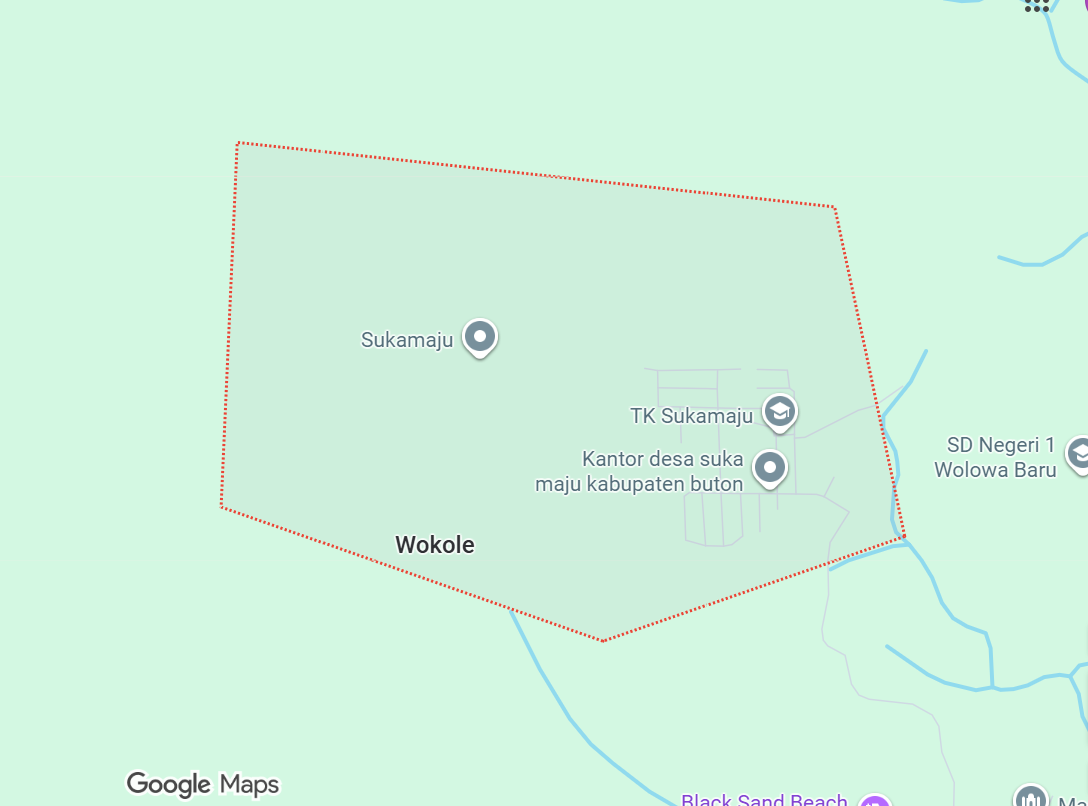 Sukamaju
TK Sukamaju
SD Negeri 1
Wolowa Baru
Kantor desa suka
maju kabupaten buton
Wokole
Google Maps
Black Sand Beach
Ma